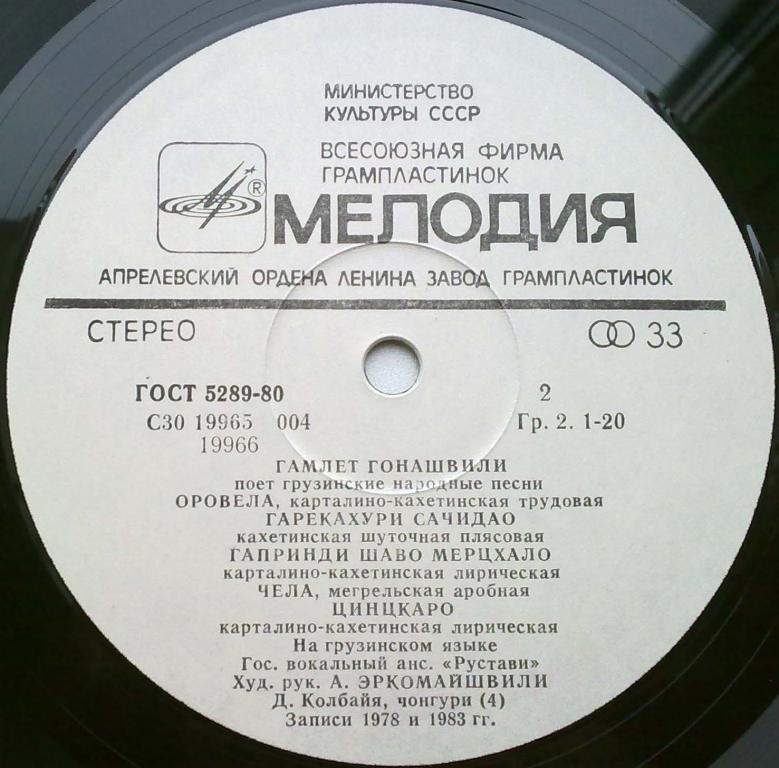 МИНИСТЕРСТВО
КУЛЬТУРЫ СССР
ВСЕСОЮЗНАЯ ФИРМА
ГРАМПЛАСТИНОК
®
МЕЛОДИЯ
АПРЕЛЕВСКИЙ ОРДЕНА ЛЕНИНА ЗАВОД ГРАМПЛАСТИНОК
СТЕРЕО 33
ГОСТ 5289-80 2
С30 19965 004 Гр. 2. 1-20
19966
ГАМЛЕТ ГОНАШВИЛИ
поет грузинские народные песни
ОРОВЕЛА, карталино-кахетинская трудовая
ГАРЕКАХУРИ САЧИДАО
кахетинская шуточная плясовая
ГАПРИНДИ ШАВО МЕРЦХАЛО
карталино-кахетинская лирическая
ЧЕЛА, мегрельская аробная
ЦИНЦКАРО
карталино-кахетинская лирическая
На грузинском языке
Гос. вокальный анс. «Рустави»
Худ. рук. А. ЭРКОМАЙШВИЛИ
Д. Колбайя, чонгури (4)
Записи 1978 и 1983 гг.